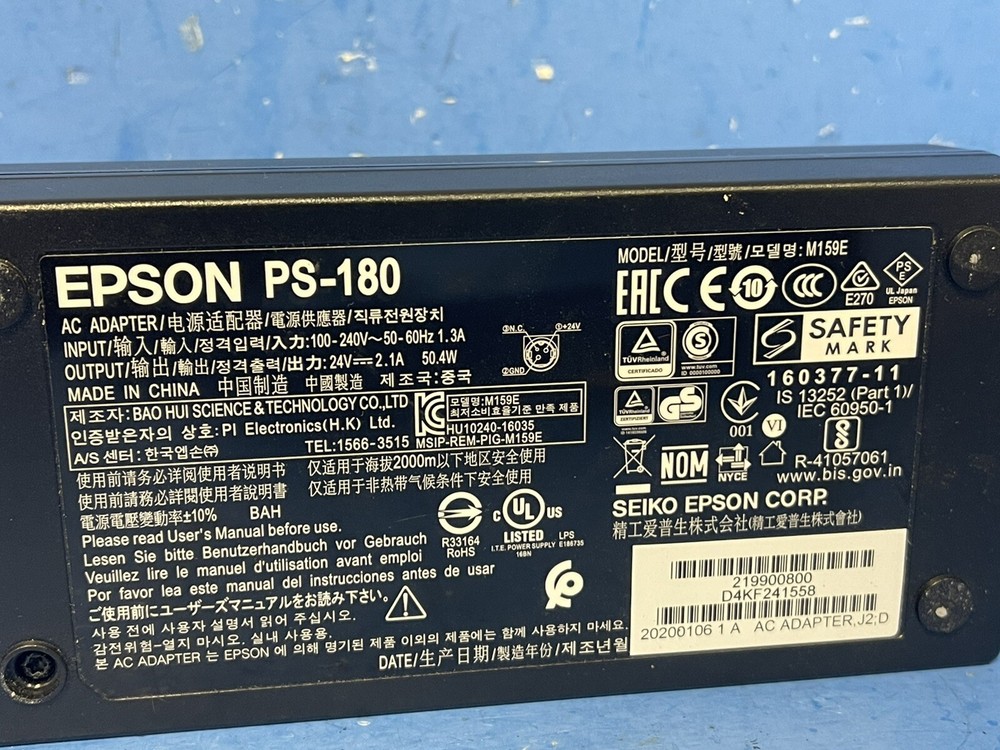 EPSON PS-180
AC ADAPTER/电源适配器/電源供應器/직류전원장치
INPUT/输入/輸入/정격입력/入力:100-240V~50-60Hz 1.3A
OUTPUT/输出/輸出/정격출력/出力:24V⎓2.1A 50.4W
MADE IN CHINA 中国制造 中國製造 제조국:중국
③N.C. ①+24V
②GND
제조자:BAO HUI SCIENCE & TECHNOLOGY CO.,LTD
인증받은자의 상호: PI Electronics(H.K) Ltd.
A/S 센터: 한국엡손㈜ TEL:1566-3515
모델명:M159E
최저소비효율기준 만족 제품
HU10240-16035
MSIP-REM-PIG-M159E
使用前请务必详阅使用者说明书 仅适用于海拔2000m以下地区安全使用
使用前請務必詳閱使用者說明書 仅适用于非热带气候条件下安全使用
電源電壓變動率±10% BAH
Please read User's Manual before use.
Lesen Sie bitte Benutzerhandbuch vor Gebrauch
Veuillez lire le manuel d'utilisation avant emploi
Por favor lea este manual del instrucciones antes de usar
ご使用前にユーザーズマニュアルをお読み下さい。
사용 전에 사용자 설명서 읽어 주십시오.
감전위험-열지 마시오. 실내 사용용.
본 AC ADAPTER 는 EPSON 에 의해 명기된 제품 이외의 제품에는 함께 사용하지 마세요.
DATE/生产日期/製造年份/제조년월
R33164
RoHS
C UL US
LISTED
I.T.E. POWER SUPPLY
16BN
LPS
E186735
MODEL/型号/型號/모델명: M159E
EAC CE 10 CCC
E270
PS
E
UL Japan
EPSON
TÜVRheinland
CERTIFICADO
S
www.tuv.com
ID 0000100000
SAFETY
MARK
160377-11
TÜVRheinland
ZERTIFIZIERT
GS
001
VI
IS 13252 (Part 1)/
IEC 60950-1
R-41057061
www.bis.gov.in
NOM
NYCE
SEIKO EPSON CORP.
精工爱普生株式会社(精工愛普生株式會社)
219900800
D4KF241558
20200106 1 A AC ADAPTER,J2;D